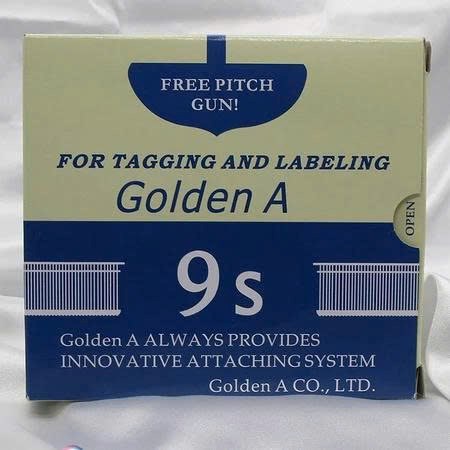 FREE PITCH
GUN!
FOR TAGGING AND LABELING
Golden A
OPEN
9s
Golden A ALWAYS PROVIDES
INNOVATIVE ATTACHING SYSTEM
Golden A CO., LTD.